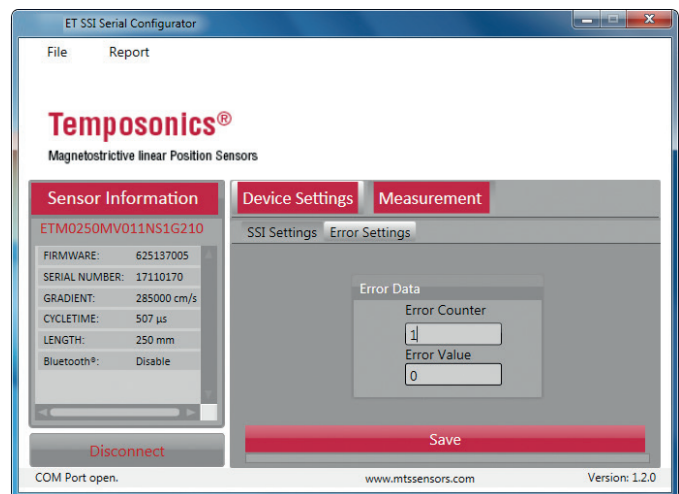 ET SSI Serial Configurator
File Report
Temposonics®
Magnetostrictive linear Position Sensors
Sensor Information
ETM0250MV011NS1G210
FIRMWARE: 625137005
SERIAL NUMBER: 17110170
GRADIENT: 285000 cm/s
CYCLETIME: 507 µs
LENGTH: 250 mm
Bluetooth®: Disable
Disconnect
Device Settings Measurement
SSI Settings Error Settings
Error Data
Error Counter
1
Error Value
0
Save
COM Port open. www.mtssensors.com Version: 1.2.0